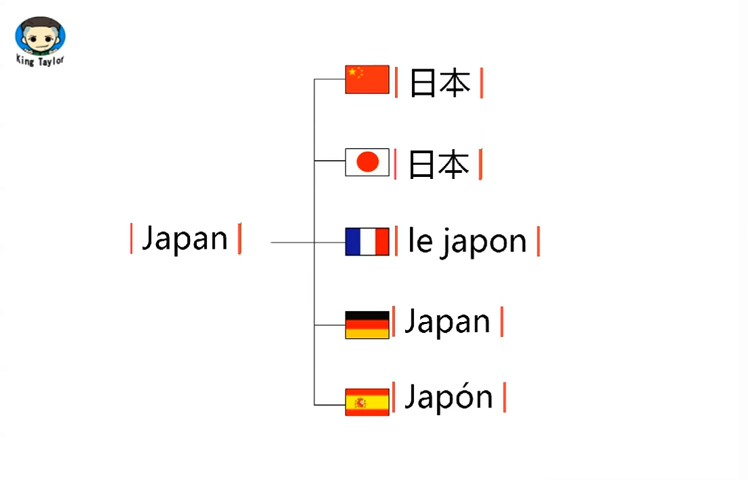 King Taylor
日本
日本
le japon
Japan
Japan
Japón